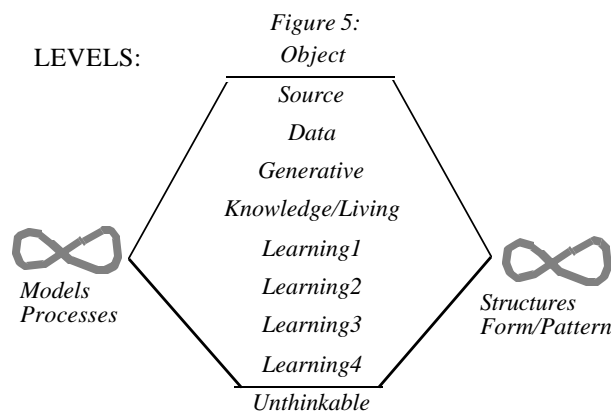 Figure 5:
LEVELS:
Object
Source
Data
Generative
Knowledge/Living
Learning1
Learning2
Learning3
Learning4
Unthinkable
Models
Processes
Structures
Form/Pattern